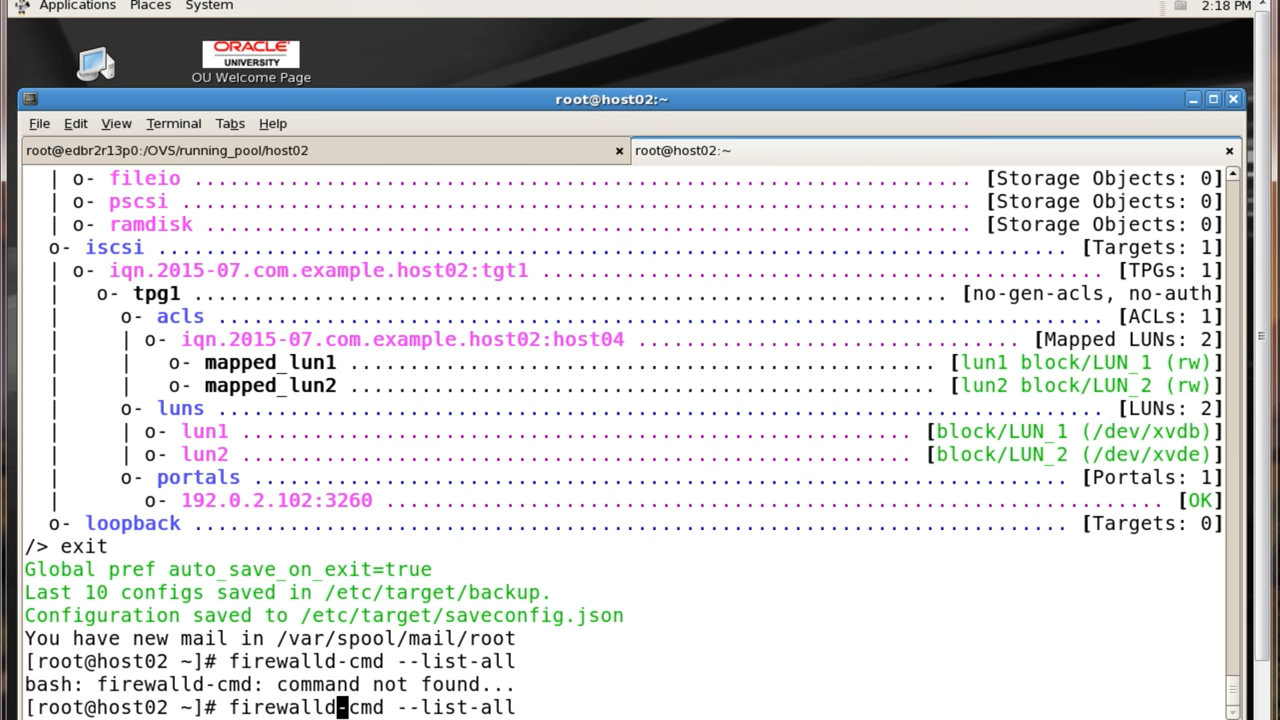 Applications Places System 2:18 PM
ORACLE
UNIVERSITY
OU Welcome Page
root@host02:~
File Edit View Terminal Tabs Help
root@edbr2r13p0:/OVS/running_pool/host02 × root@host02:~ ×
| o- fileio ................................................................. [Storage Objects: 0]
| o- pscsi .................................................................. [Storage Objects: 0]
| o- ramdisk ................................................................ [Storage Objects: 0]
o- iscsi ............................................................................ [Targets: 1]
| o- iqn.2015-07.com.example.host02:tgt1 ............................................... [TPGs: 1]
| o- tpg1 ............................................................... [no-gen-acls, no-auth]
| o- acls ............................................................................ [ACLs: 1]
| | o- iqn.2015-07.com.example.host02:host04 ................................ [Mapped LUNs: 2]
| | o- mapped_lun1 ................................................. [lun1 block/LUN_1 (rw)]
| | o- mapped_lun2 ................................................. [lun2 block/LUN_2 (rw)]
| o- luns ............................................................................ [LUNs: 2]
| | o- lun1 ......................................................... [block/LUN_1 (/dev/xvdb)]
| | o- lun2 ......................................................... [block/LUN_2 (/dev/xvde)]
| o- portals ...................................................................... [Portals: 1]
| o- 192.0.2.102:3260 ................................................................. [OK]
o- loopback ......................................................................... [Targets: 0]
/> exit
Global pref auto_save_on_exit=true
Last 10 configs saved in /etc/target/backup.
Configuration saved to /etc/target/saveconfig.json
You have new mail in /var/spool/mail/root
[root@host02 ~]# firewalld-cmd --list-all
bash: firewalld-cmd: command not found...
[root@host02 ~]# firewalld-cmd --list-all